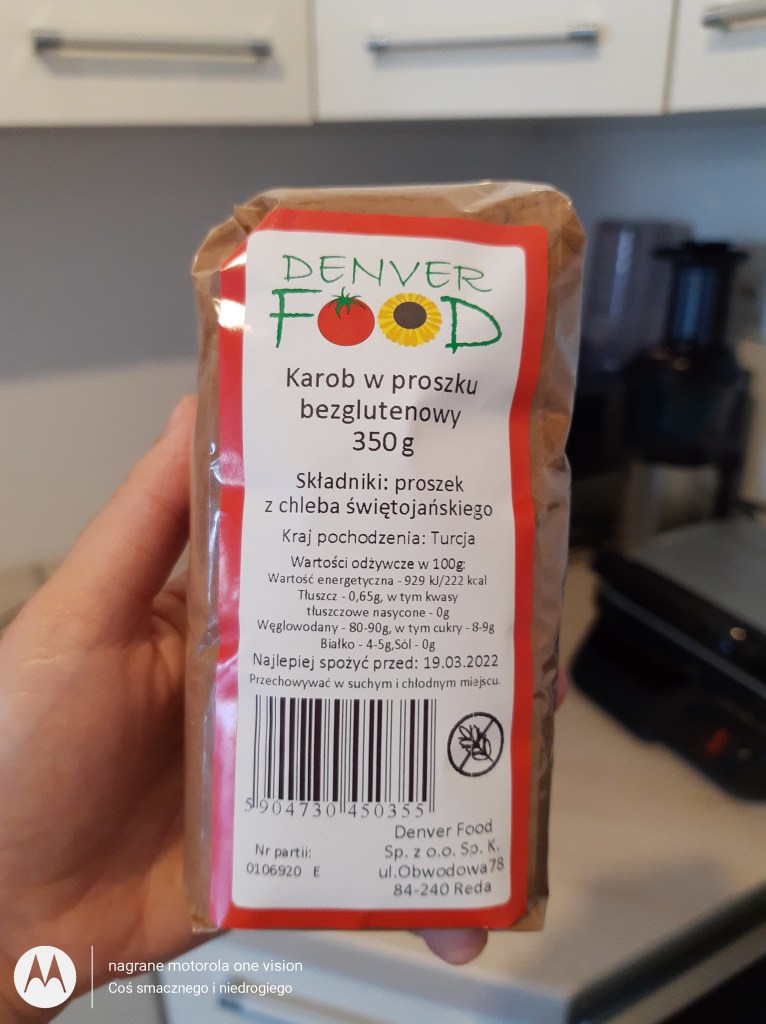 DENVER
FOOD
Karob w proszku
bezglutenowy
350 g
Składniki: proszek
z chleba świętojańskiego
Kraj pochodzenia: Turcja
Wartości odżywcze w 100g:
Wartość energetyczna - 929 kJ/222 kcal
Tłuszcz - 0,65g, w tym kwasy
tłuszczowe nasycone - 0g
Węglowodany - 80-90g, w tym cukry - 8-9g
Białko - 4-5g,Sól - 0g
Najlepiej spożyć przed: 19.03.2022
Przechowywać w suchym i chłodnym miejscu.
5 904730 450355
Nr partii:
0106920 E
Denver Food
Sp. z o.o. Sp. K.
ul.Obwodowa78
84-240 Reda
nagrane motorola one vision
Coś smacznego i niedrogiego